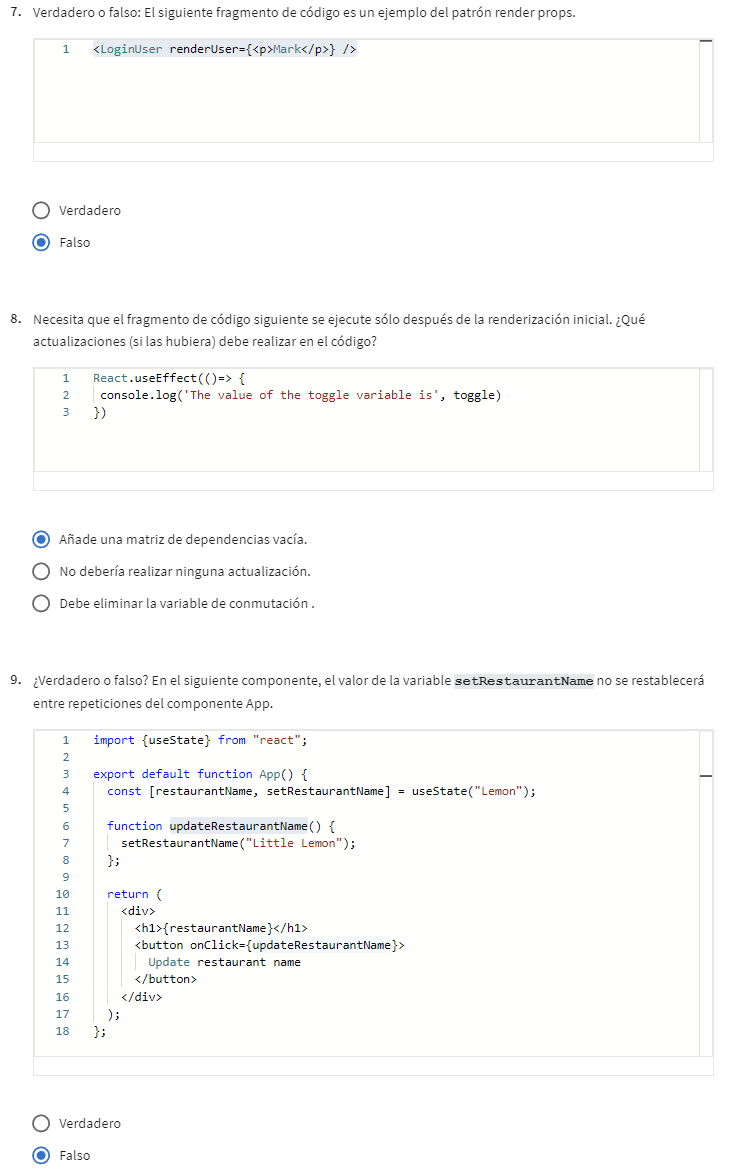 7. Verdadero o falso: El siguiente fragmento de código es un ejemplo del patrón render props.
1 <LoginUser renderUser={<p>Mark</p>} />
Verdadero
Falso
8. Necesita que el fragmento de código siguiente se ejecute sólo después de la renderización inicial. ¿Qué
actualizaciones (si las hubiera) debe realizar en el código?
1 React.useEffect(()=> {
2 console.log('The value of the toggle variable is', toggle)
3 })
Añade una matriz de dependencias vacía.
No debería realizar ninguna actualización.
Debe eliminar la variable de conmutación .
9. ¿Verdadero o falso? En el siguiente componente, el valor de la variable setRestaurantName no se restablecerá
entre repeticiones del componente App.
1 import {useState} from "react";
2
3 export default function App() {
4 const [restaurantName, setRestaurantName] = useState("Lemon");
5
6 function updateRestaurantName() {
7 setRestaurantName("Little Lemon");
8 };
9
10 return (
11 <div>
12 <h1>{restaurantName}</h1>
13 <button onClick={updateRestaurantName}>
14 Update restaurant name
15 </button>
16 </div>
17 );
18 };
Verdadero
Falso